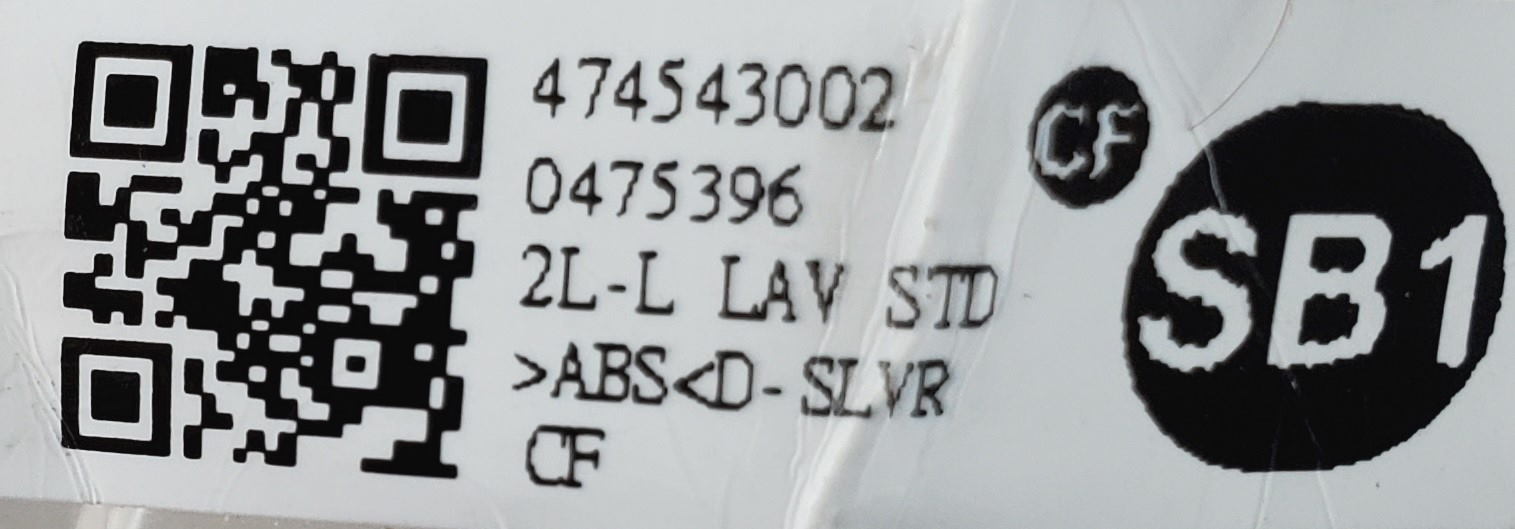 474543002
0475396
2L-L LAV STD
>ABS<D-SLVR
CF
CF
SB1